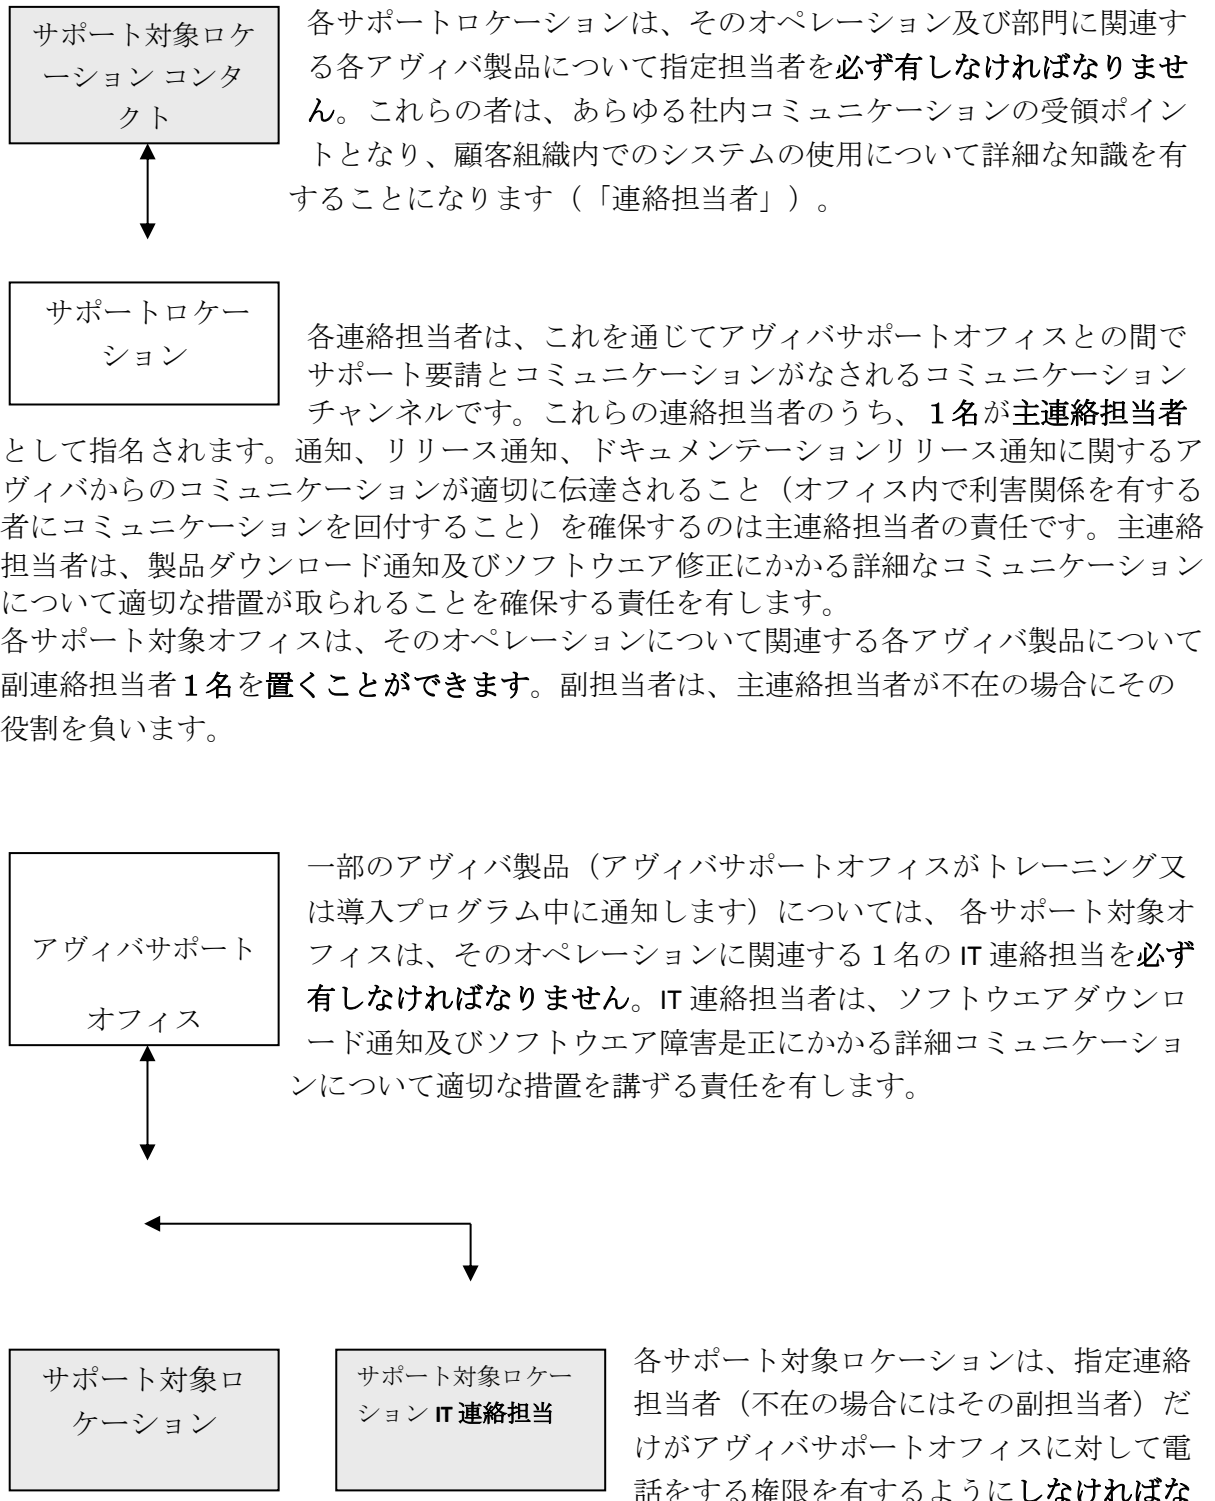 サポート対象ロケ
ーション コンタ
クト
各サポートロケーションは、そのオペレーション及び部門に関連す
る各アヴィバ製品について指定担当者を必ず有しなければなりませ
ん。これらの者は、あらゆる社内コミュニケーションの受領ポイン
トとなり、顧客組織内でのシステムの使用について詳細な知識を有
することになります（「連絡担当者」）。
サポートロケー
ション
各連絡担当者は、これを通じてアヴィバサポートオフィスとの間で
サポート要請とコミュニケーションがなされるコミュニケーション
チャンネルです。これらの連絡担当者のうち、１名が主連絡担当者
として指名されます。通知、リリース通知、ドキュメンテーションリリース通知に関するア
ヴィバからのコミュニケーションが適切に伝達されること（オフィス内で利害関係を有する
者にコミュニケーションを回付すること）を確保するのは主連絡担当者の責任です。主連絡
担当者は、製品ダウンロード通知及びソフトウエア修正にかかる詳細なコミュニケーション
について適切な措置が取られることを確保する責任を有します。
各サポート対象オフィスは、そのオペレーションについて関連する各アヴィバ製品について
副連絡担当者１名を置くことができます。副担当者は、主連絡担当者が不在の場合にその
役割を負います。
アヴィバサポート
オフィス
一部のアヴィバ製品（アヴィバサポートオフィスがトレーニング又
は導入プログラム中に通知します）については、 各サポート対象オ
フィスは、そのオペレーションに関連する１名の IT 連絡担当を必ず
有しなければなりません。IT 連絡担当者は、ソフトウエアダウンロ
ード通知及びソフトウエア障害是正にかかる詳細コミュニケーショ
ンについて適切な措置を講ずる責任を有します。
サポート対象ロ
ケーション
サポート対象ロケー
ション IT 連絡担当
各サポート対象ロケーションは、指定連絡
担当者（不在の場合にはその副担当者）だ
けがアヴィバサポートオフィスに対して電
話をする権限を有するようにしなければな